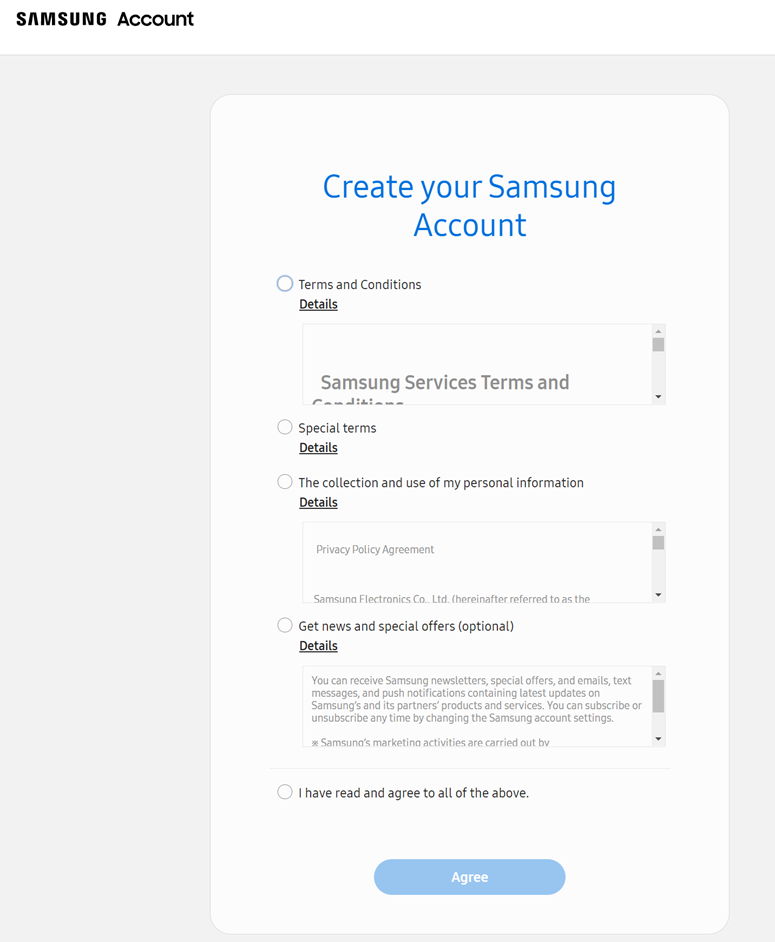 SAMSUNG Account
Create your Samsung
Account
Terms and Conditions
Details
Samsung Services Terms and
Conditions
Special terms
Details
The collection and use of my personal information
Details
Privacy Policy Agreement
Samsung Electronics Co., Ltd. (hereinafter referred to as the
Get news and special offers (optional)
Details
You can receive Samsung newsletters, special offers, and emails, text
messages, and push notifications containing latest updates on
Samsung's and its partners' products and services. You can subscribe or
unsubscribe any time by changing the Samsung account settings.
※ Samsung's marketing activities are carried out by
I have read and agree to all of the above.
Agree